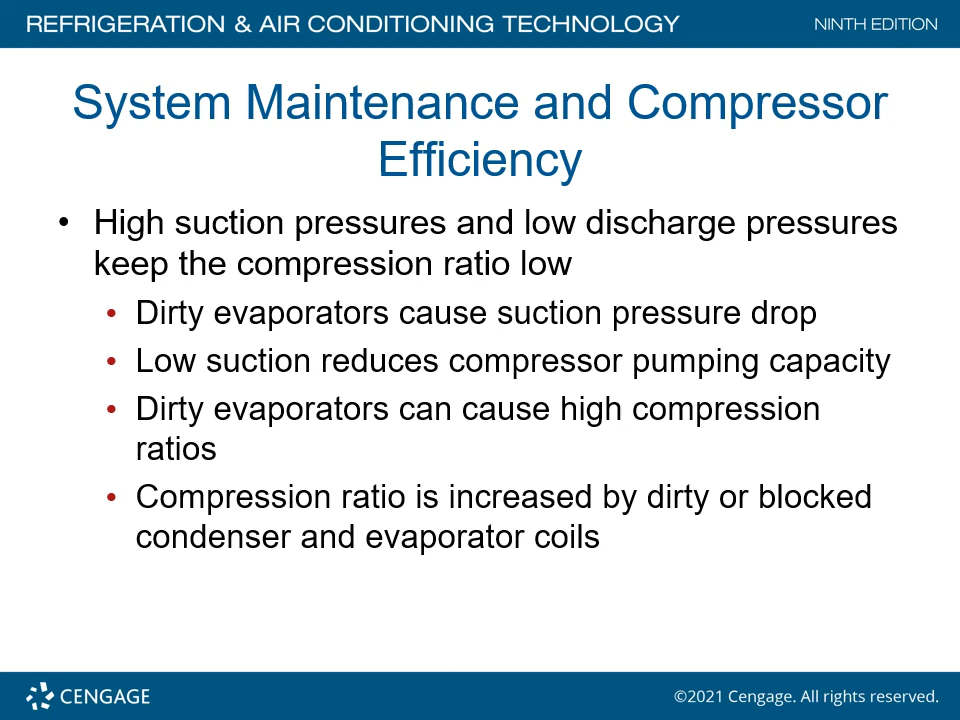 REFRIGERATION & AIR CONDITIONING TECHNOLOGY NINTH EDITION
System Maintenance and Compressor
Efficiency
• High suction pressures and low discharge pressures
keep the compression ratio low
• Dirty evaporators cause suction pressure drop
• Low suction reduces compressor pumping capacity
• Dirty evaporators can cause high compression
ratios
• Compression ratio is increased by dirty or blocked
condenser and evaporator coils
CENGAGE ©2021 Cengage. All rights reserved.